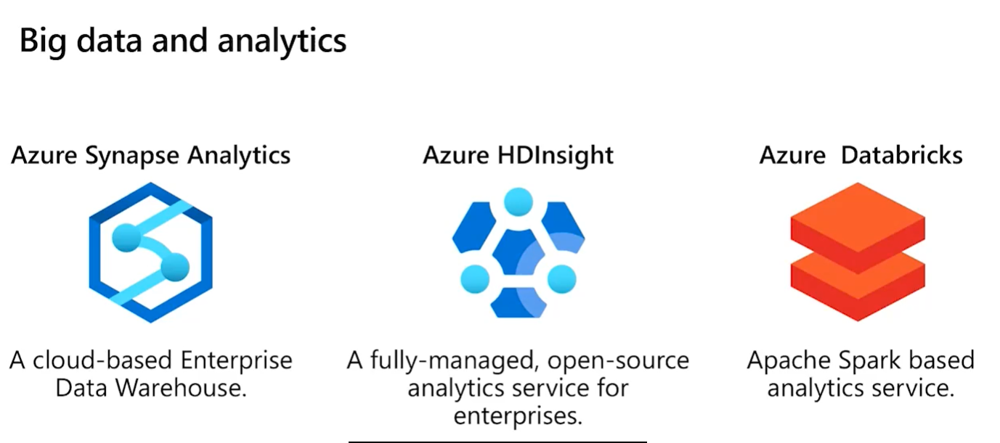 Big data and analytics
Azure Synapse Analytics
A cloud-based Enterprise
Data Warehouse.
Azure HDInsight
A fully-managed, open-source
analytics service for
enterprises.
Azure Databricks
Apache Spark based
analytics service.